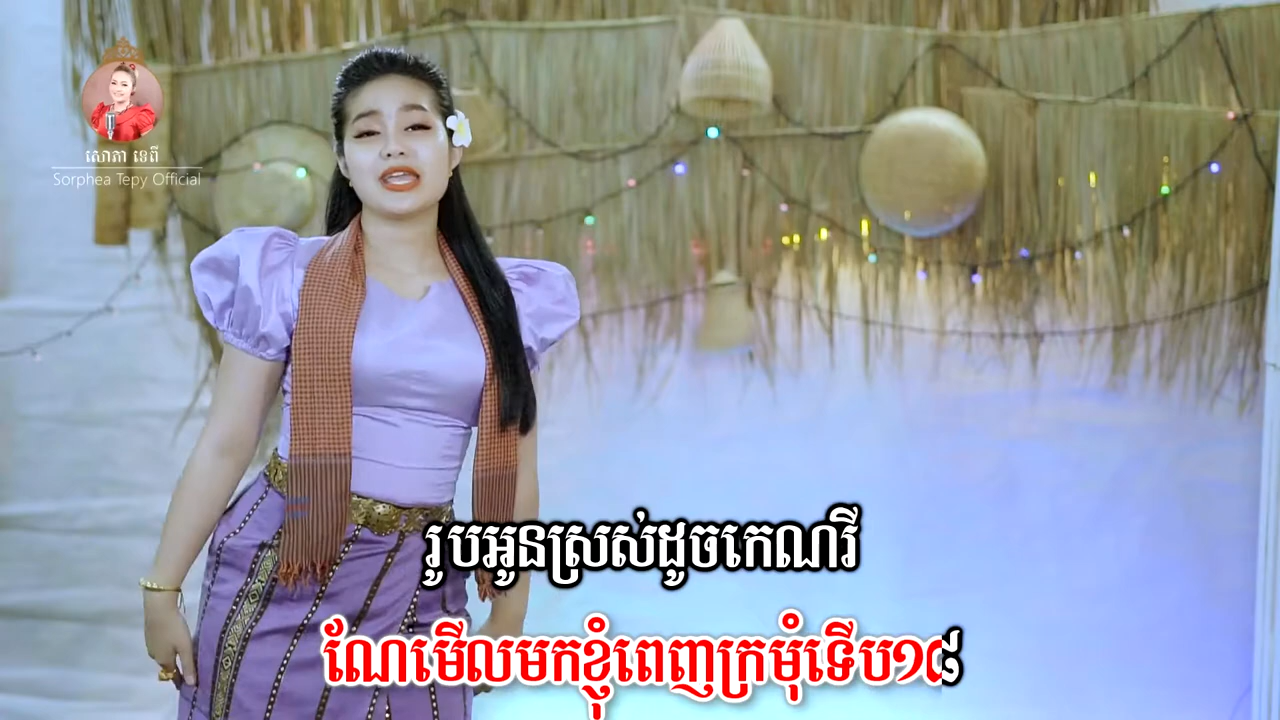 សោភា ទេពី
Sorphea Tepy Official
រូបអូនស្រស់ដូចកេណរី
ណែមើលមកខ្ញុំពេញក្រមុំទើប១៨